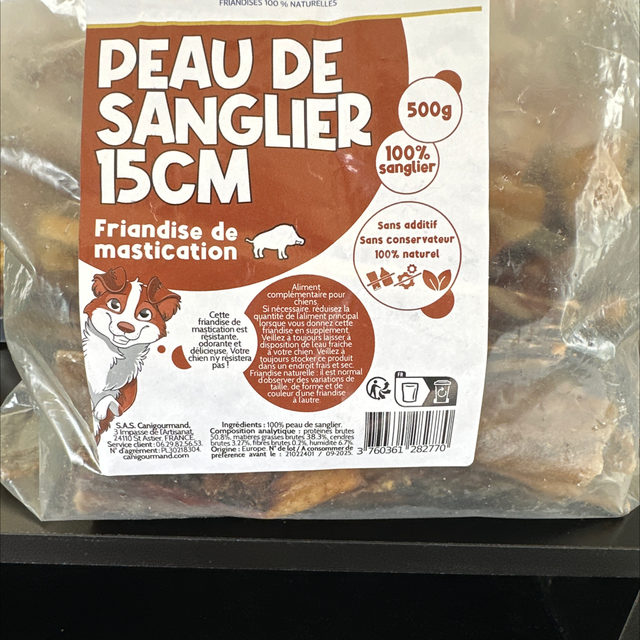 FRIANDISES 100 % NATURELLES
PEAU DE
SANGLIER
15CM
500g
100%
sanglier
Friandise de
mastication
Sans additif
Sans conservateur
100% naturel
Cette
friandise de
mastication est
résistante,
odorante et
délicieuse. Votre
chien n'y résistera
pas !
Aliment
complémentaire pour
chiens.
Si nécessaire, réduisez la
quantité de l'aliment principal
lorsque vous donnez cette
friandise en supplément.
Veillez à toujours laisser à
disposition de l'eau fraîche
à votre chien. Veillez à
toujours stocker ce produit
dans un endroit frais et sec.
Friandise naturelle : il est normal
d'observer des variations de
taille, de forme et de
couleur d'une friandise
à l'autre.
FR
S.A.S. Canigourmand.
3 Impasse de l'Artisanat,
24110 St Astier, FRANCE.
Service client : 06.29.82.56.53.
N° d'agrément : PL30218304.
canigourmand.com
Ingrédients : 100% peau de sanglier.
Composition analytique : protéines brutes
50.8%, matières grasses brutes 38.3%, cendres
brutes 3.27%, fibres brutes 0.2%, humidité 6.7%.
Origine : Europe. N° de lot / A consommer de
préférence avant le : 21022401 / 09-2025.
3 760361 282770